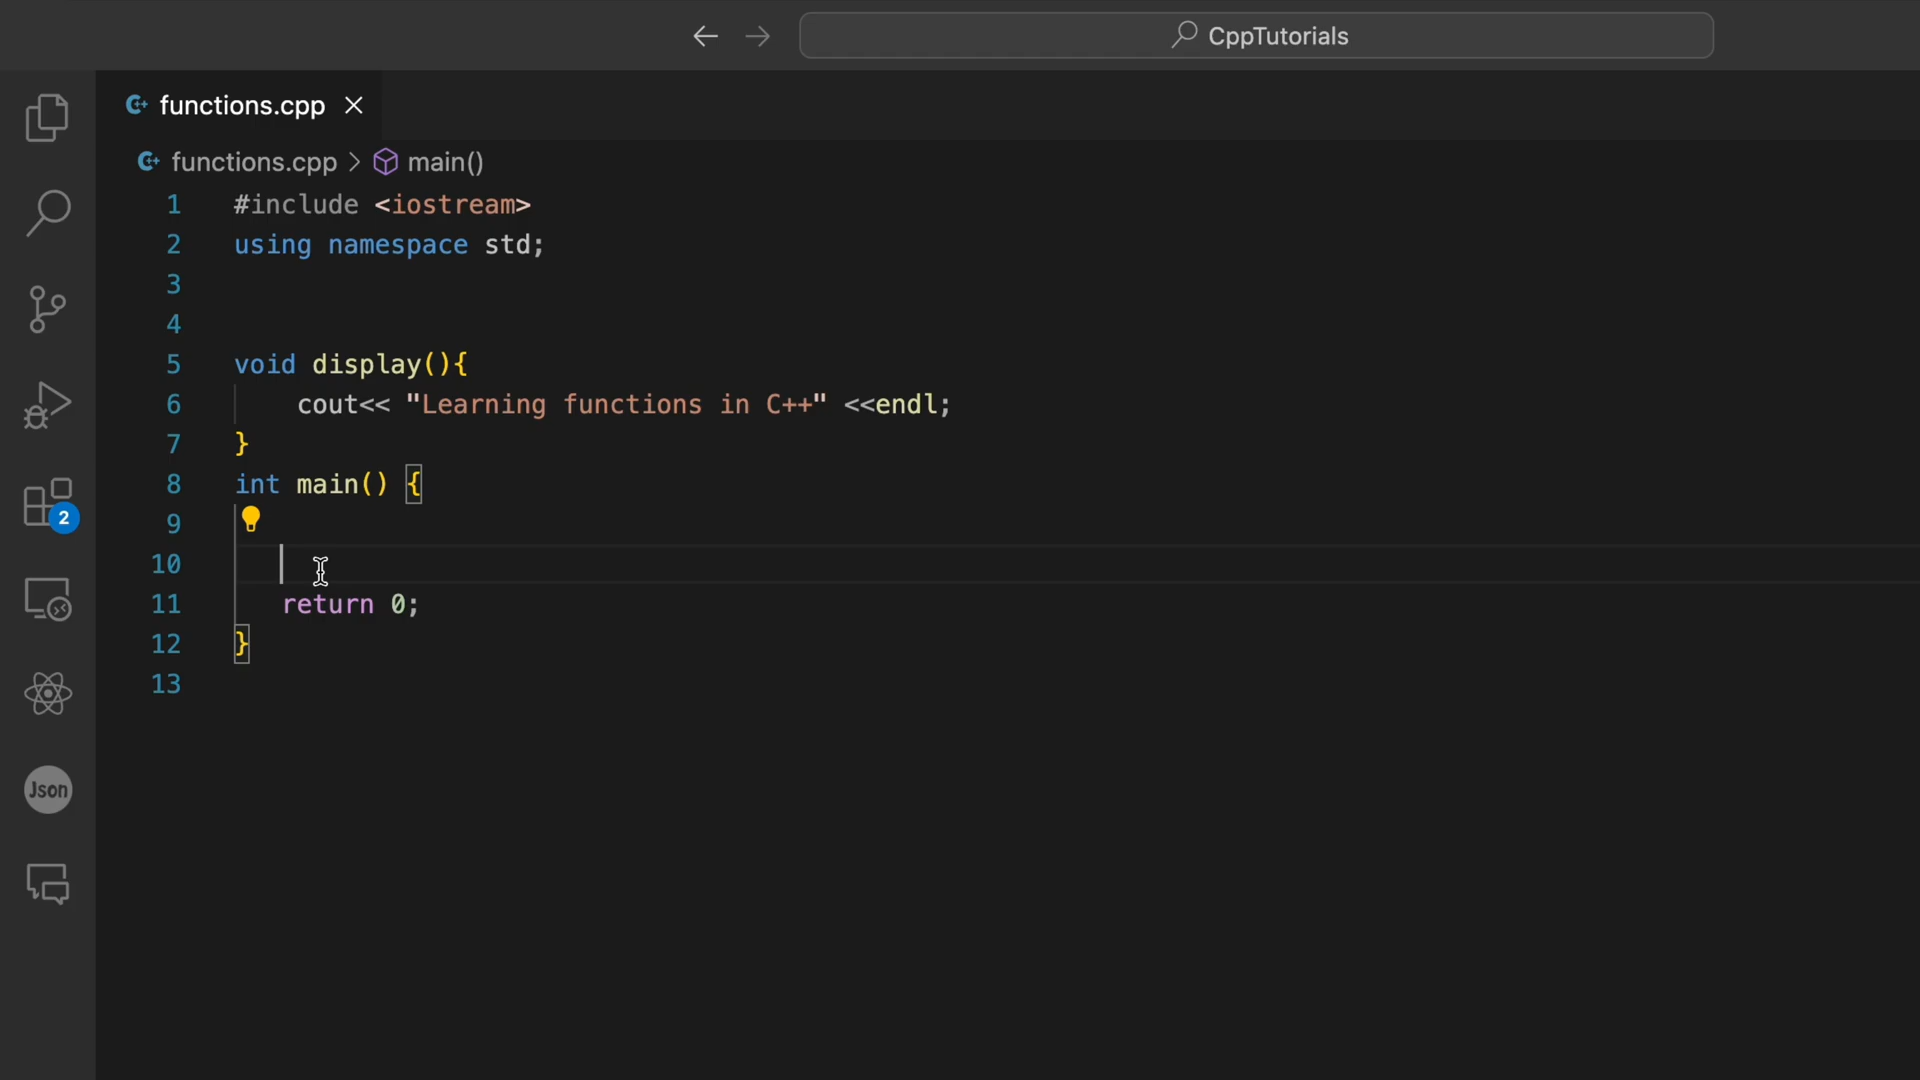 CppTutorials
functions.cpp
functions.cpp > main()
1 #include <iostream>
2 using namespace std;
3
4
5 void display(){
6 cout<< "Learning functions in C++" <<endl;
7 }
8 int main() {
9
10
11 return 0;
12 }
13
2
Json